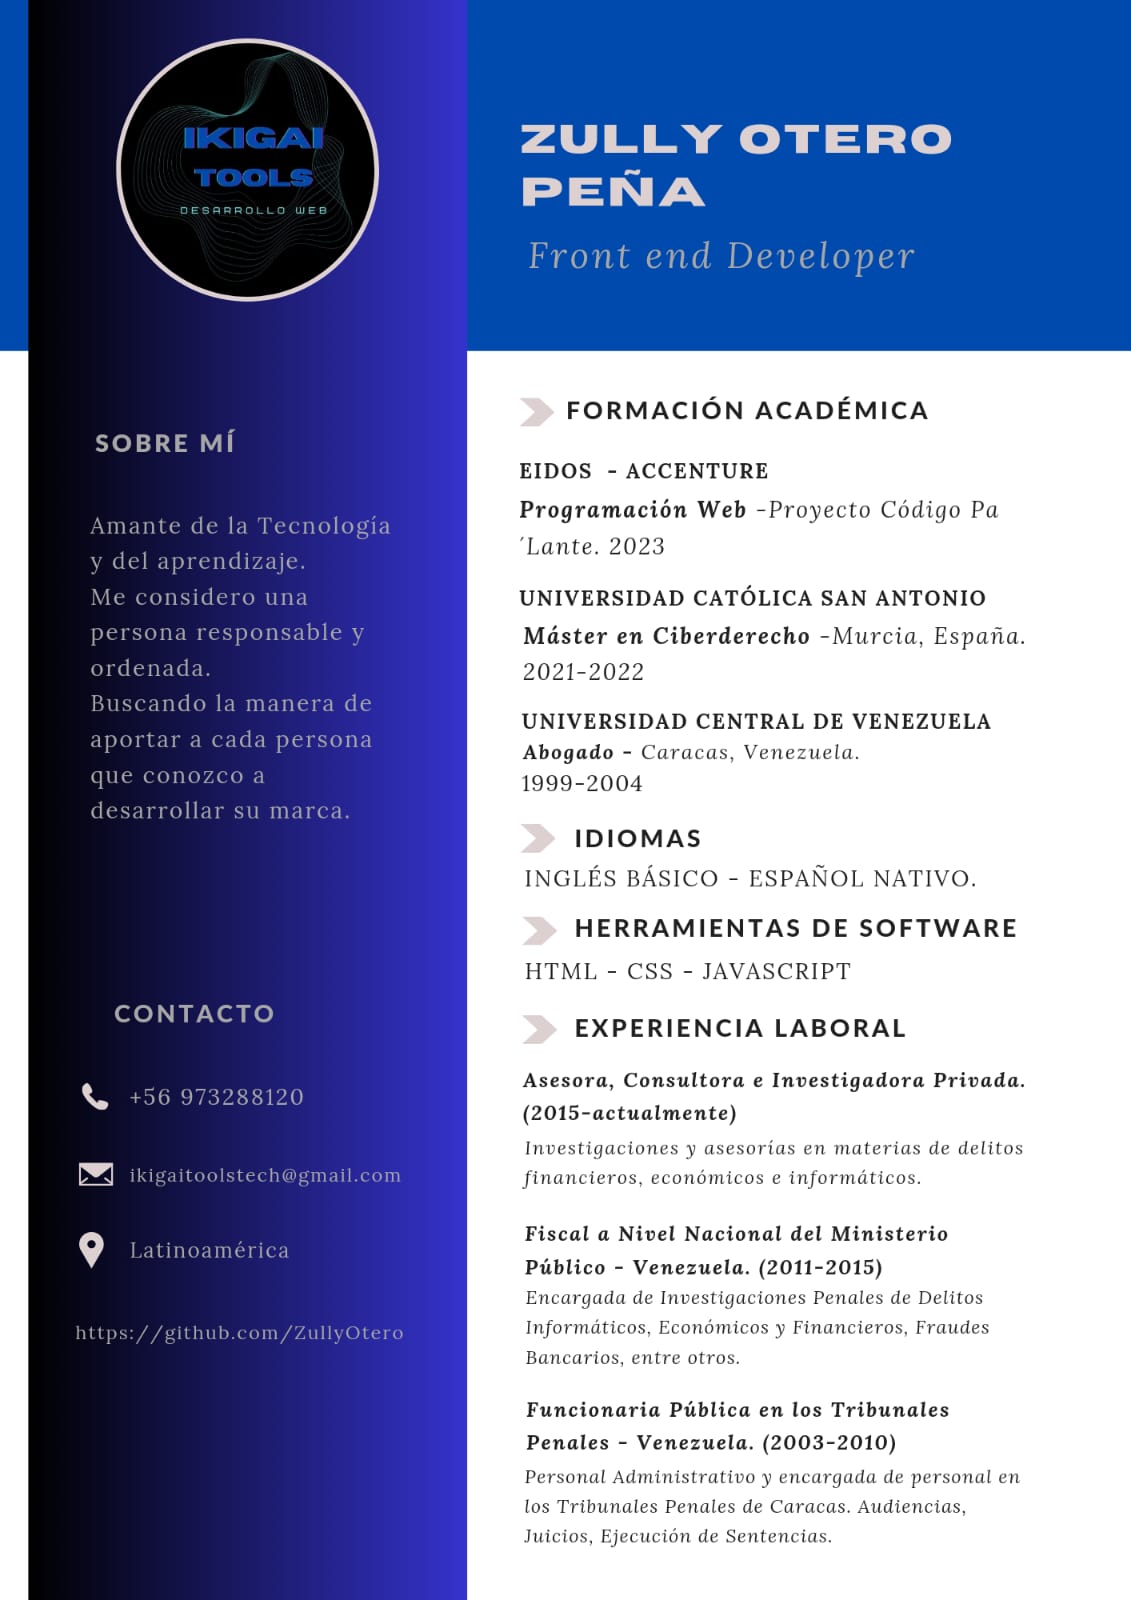 IKIGAI
TOOLS
DESARROLLO WEB
ZULLY OTERO
PEÑA
Front end Developer
SOBRE MÍ
Amante de la Tecnología
y del aprendizaje.
Me considero una
persona responsable y
ordenada.
Buscando la manera de
aportar a cada persona
que conozco a
desarrollar su marca.
CONTACTO
+56 973288120
ikigaitoolstech@gmail.com
Latinoamérica
https://github.com/ZullyOtero
FORMACIÓN ACADÉMICA
EIDOS - ACCENTURE
Programación Web -Proyecto Código Pa
´Lante. 2023
UNIVERSIDAD CATÓLICA SAN ANTONIO
Máster en Ciberderecho -Murcia, España.
2021-2022
UNIVERSIDAD CENTRAL DE VENEZUELA
Abogado - Caracas, Venezuela.
1999-2004
IDIOMAS
INGLÉS BÁSICO - ESPAÑOL NATIVO.
HERRAMIENTAS DE SOFTWARE
HTML - CSS - JAVASCRIPT
EXPERIENCIA LABORAL
Asesora, Consultora e Investigadora Privada.
(2015-actualmente)
Investigaciones y asesorías en materias de delitos
financieros, económicos e informáticos.
Fiscal a Nivel Nacional del Ministerio
Público - Venezuela. (2011-2015)
Encargada de Investigaciones Penales de Delitos
Informáticos, Económicos y Financieros, Fraudes
Bancarios, entre otros.
Funcionaria Pública en los Tribunales
Penales - Venezuela. (2003-2010)
Personal Administrativo y encargada de personal en
los Tribunales Penales de Caracas. Audiencias,
Juicios, Ejecución de Sentencias.